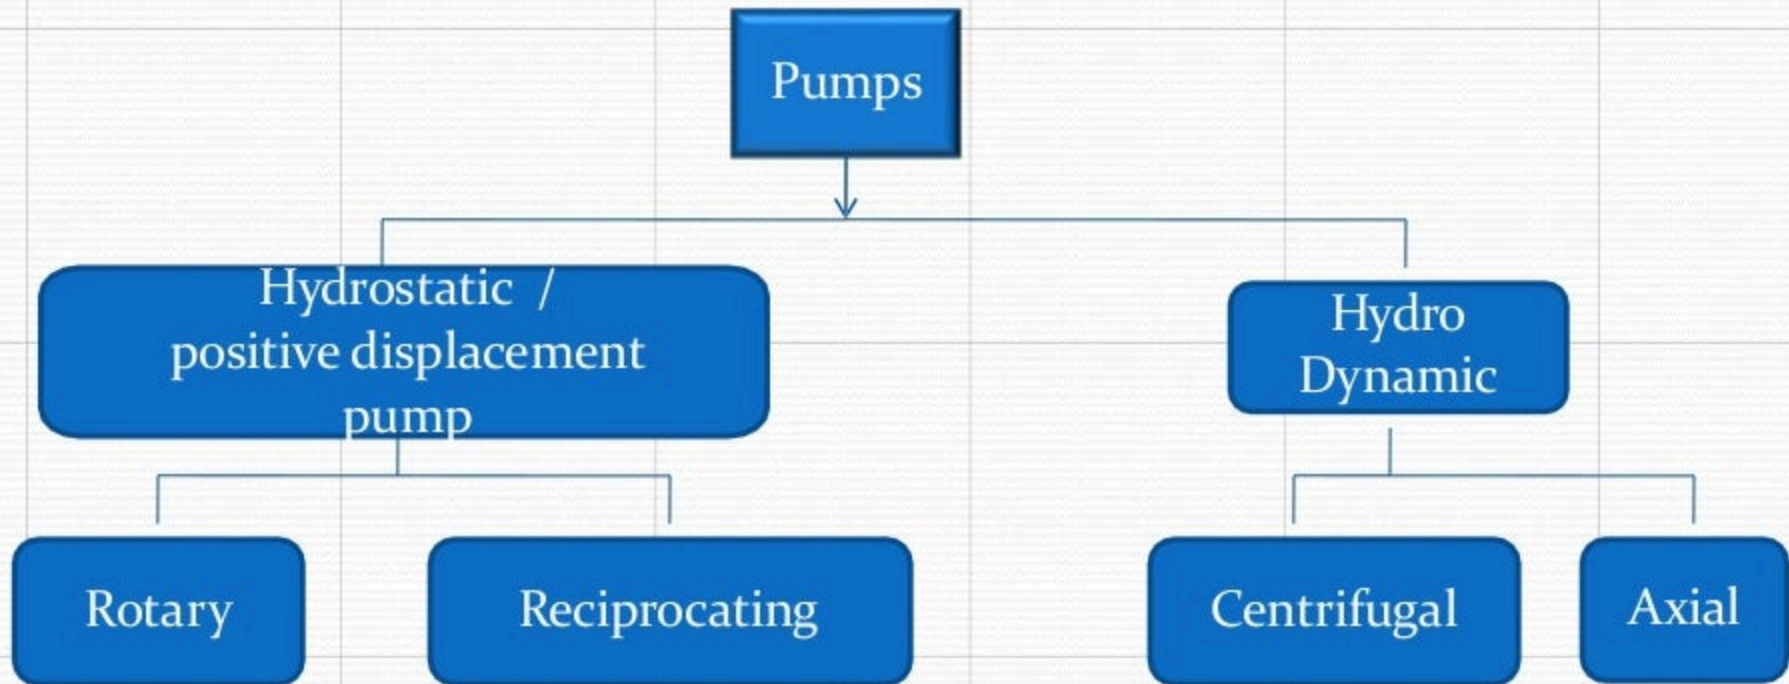 Pumps
Hydrostatic /
positive displacement
pump
Hydro
Dynamic
Rotary
Reciprocating
Centrifugal
Axial